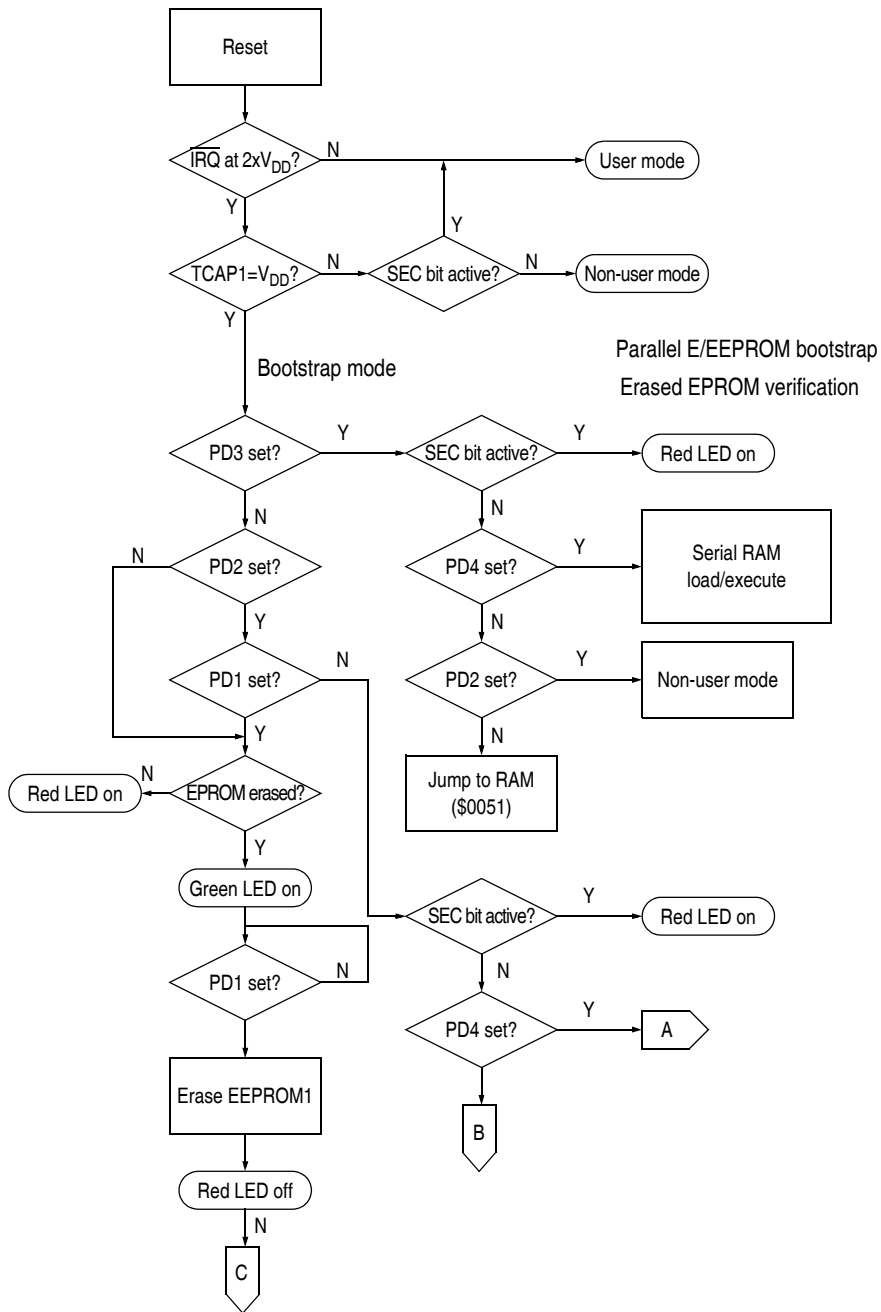 Reset
IRQ at 2xVDD?
N
User mode
Y
Y
TCAP1=VDD?
N
SEC bit active?
N
Non-user mode
Y
Parallel E/EEPROM bootstrap
Bootstrap mode
Erased EPROM verification
PD3 set?
Y
SEC bit active?
Y
Red LED on
N
N
N
PD2 set?
PD4 set?
Y
Serial RAM
load/execute
Y
N
PD1 set?
N
PD2 set?
Y
Non-user mode
Y
N
Red LED on
N
EPROM erased?
Jump to RAM
($0051)
Y
Green LED on
SEC bit active?
Y
Red LED on
PD1 set?
N
N
PD4 set?
Y
A
Erase EEPROM1
B
Red LED off
N
C